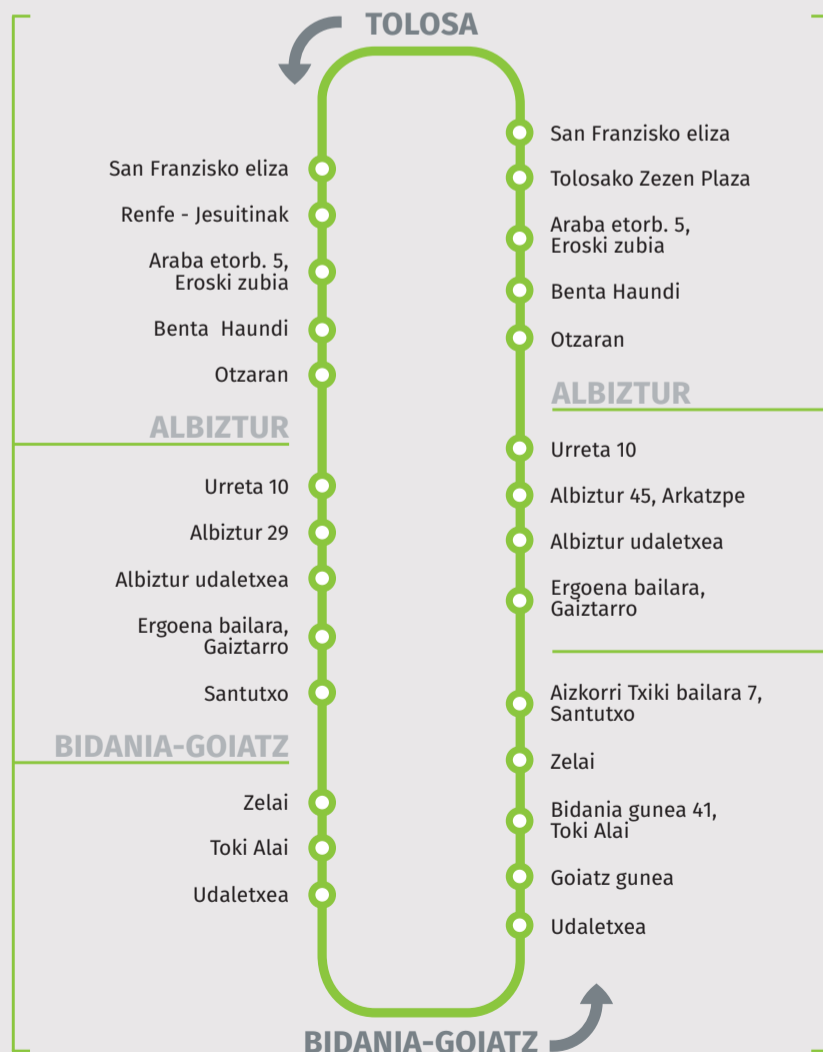 TOLOSA
San Franzisko eliza
Renfe - Jesuitinak
Araba etorb. 5,
Eroski zubia
Benta Haundi
Otzaran
ALBIZTUR
Urreta 10
Albiztur 29
Albiztur udaletxea
Ergoena bailara,
Gaiztarro
Santutxo
BIDANIA-GOIATZ
Zelai
Toki Alai
Udaletxea
San Franzisko eliza
Tolosako Zezen Plaza
Araba etorb. 5,
Eroski zubia
Benta Haundi
Otzaran
ALBIZTUR
Urreta 10
Albiztur 45, Arkatzpe
Albiztur udaletxea
Ergoena bailara,
Gaiztarro
Aizkorri Txiki bailara 7,
Santutxo
Zelai
Bidania gunea 41,
Toki Alai
Goiatz gunea
Udaletxea
BIDANIA-GOIATZ